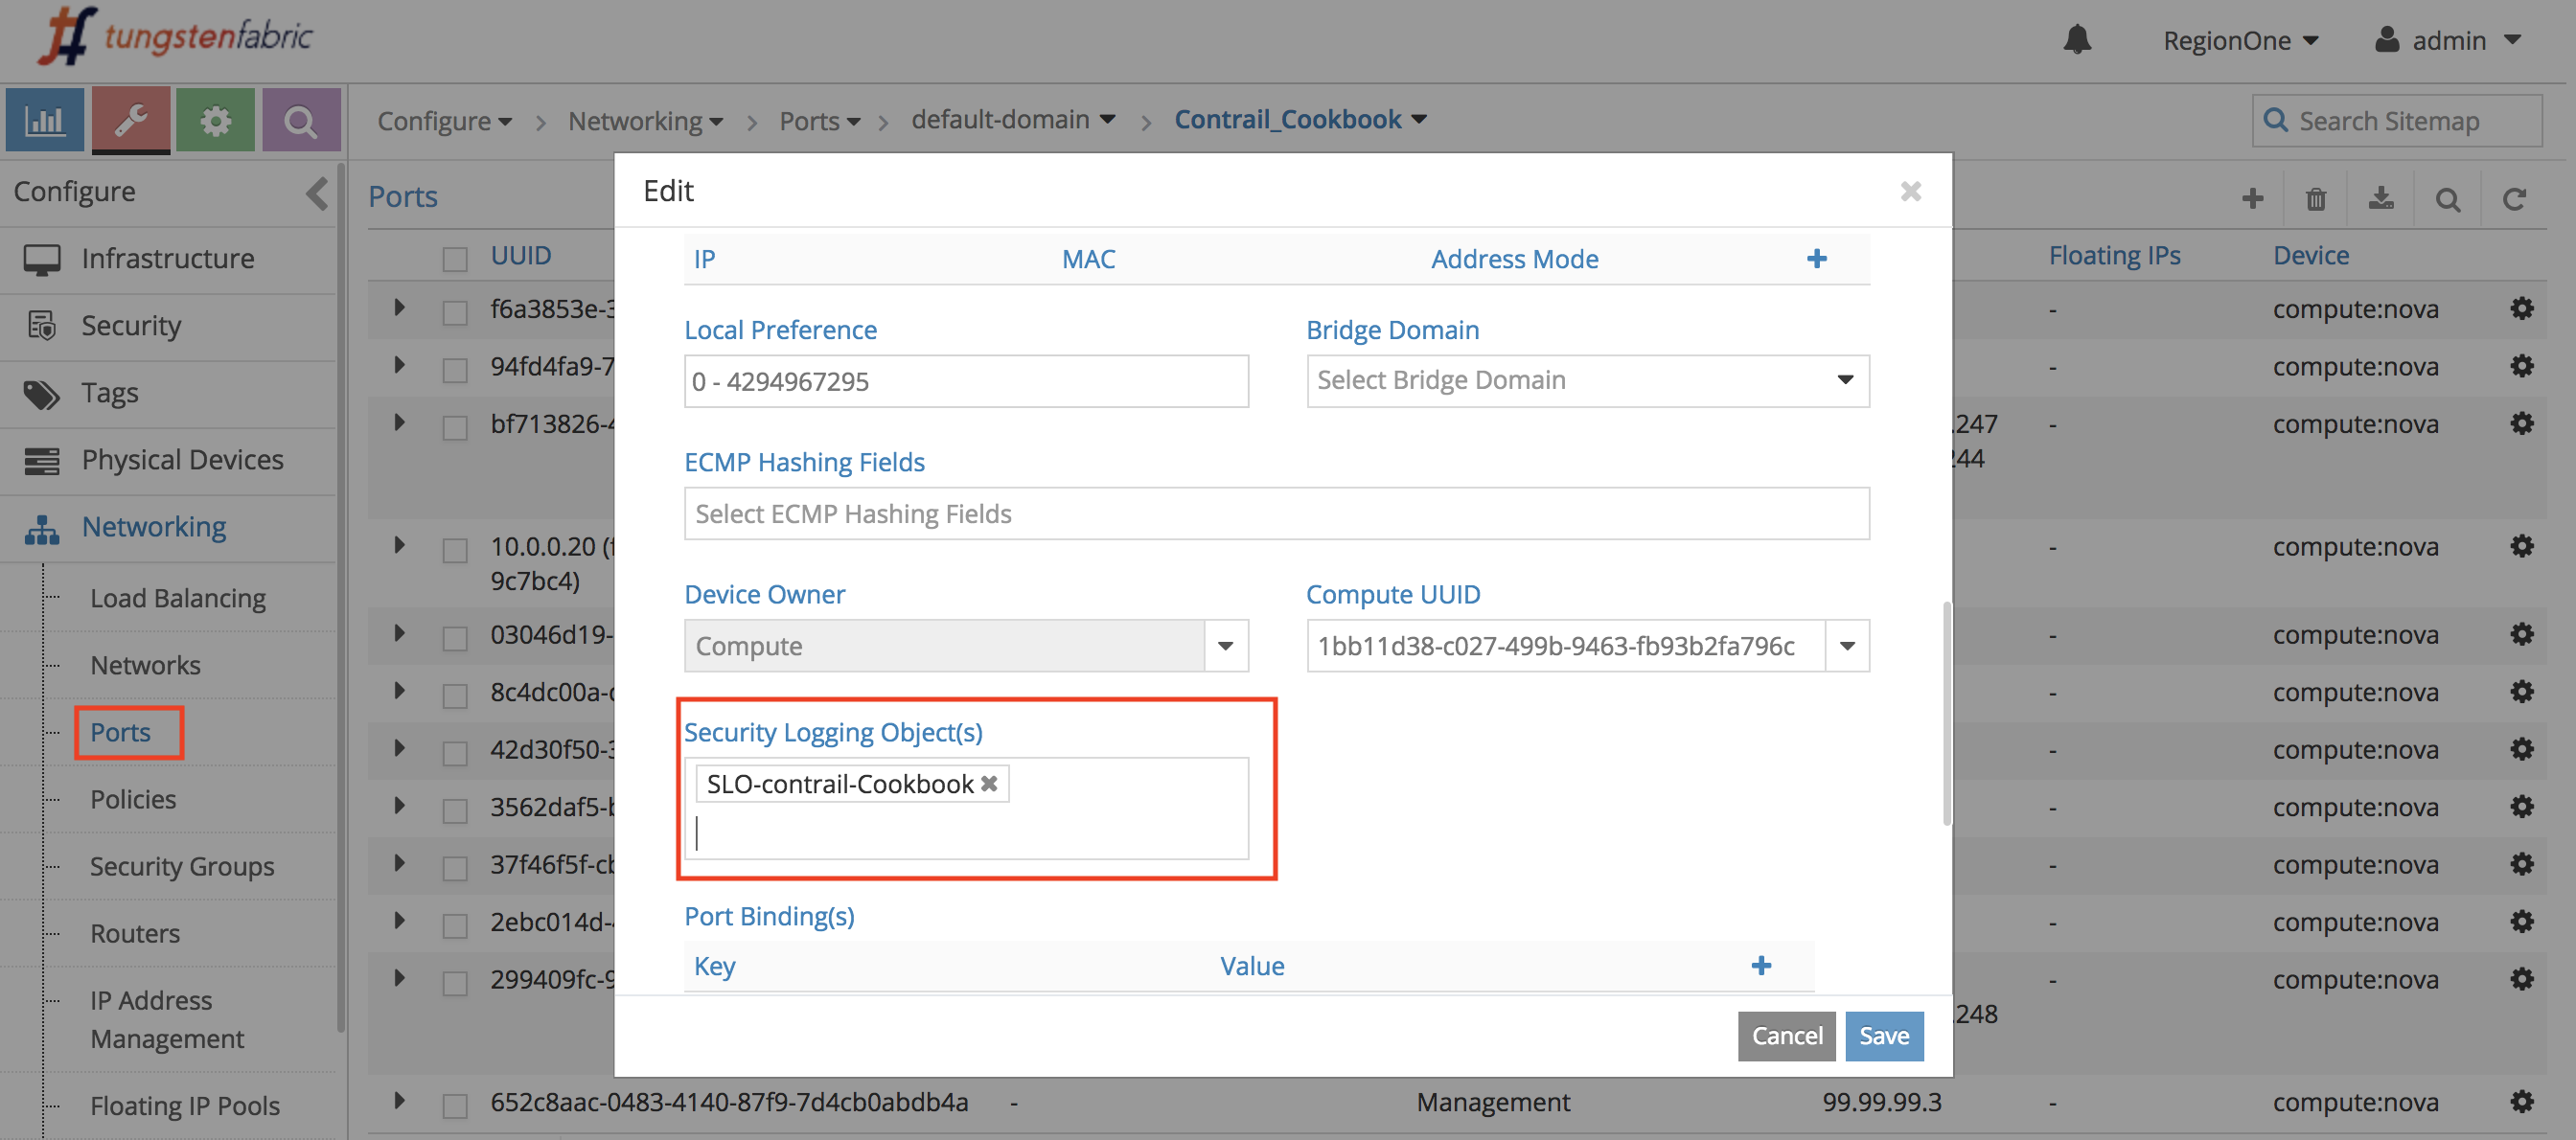 tungstenfabric
RegionOne admin
Configure > Networking > Ports > default-domain > Contrail_Cookbook
Search Sitemap
Configure
Infrastructure
Security
Tags
Physical Devices
Networking
Load Balancing
Networks
Ports
Policies
Security Groups
Routers
IP Address
Management
Floating IP Pools
Ports
UUID Floating IPs Device
f6a3853e- - compute:nova
94fd4fa9-7 - compute:nova
bf713826-4 .247 - compute:nova
244
10.0.0.20 ( - compute:nova
9c7bc4)
03046d19- - compute:nova
8c4dc00a- - compute:nova
42d30f50- - compute:nova
3562daf5- - compute:nova
37f46f5f- - compute:nova
2ebc014d- - compute:nova
299409fc-9 - compute:nova
.248
652c8aac-0483-4140-87f9-7d4cb0abdb4a - Management 99.99.99.3 - compute:nova
Edit
IP MAC Address Mode
Local Preference Bridge Domain
0 - 4294967295 Select Bridge Domain
ECMP Hashing Fields
Select ECMP Hashing Fields
Device Owner Compute UUID
Compute 1bb11d38-c027-499b-9463-fb93b2fa796c
Security Logging Object(s)
SLO-contrail-Cookbook
Port Binding(s)
Key Value
Cancel Save